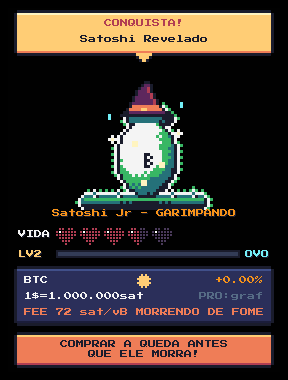 CONQUISTA!
Satoshi Revelado
B
Satoshi Jr - GARIMPANDO
VIDA
LV2 OVO
BTC +0.00%
1$=1.000.000sat PRO:graf
FEE 72 sat/vB MORRENDO DE FOME
COMPRAR A QUEDA ANTES
QUE ELE MORRA!